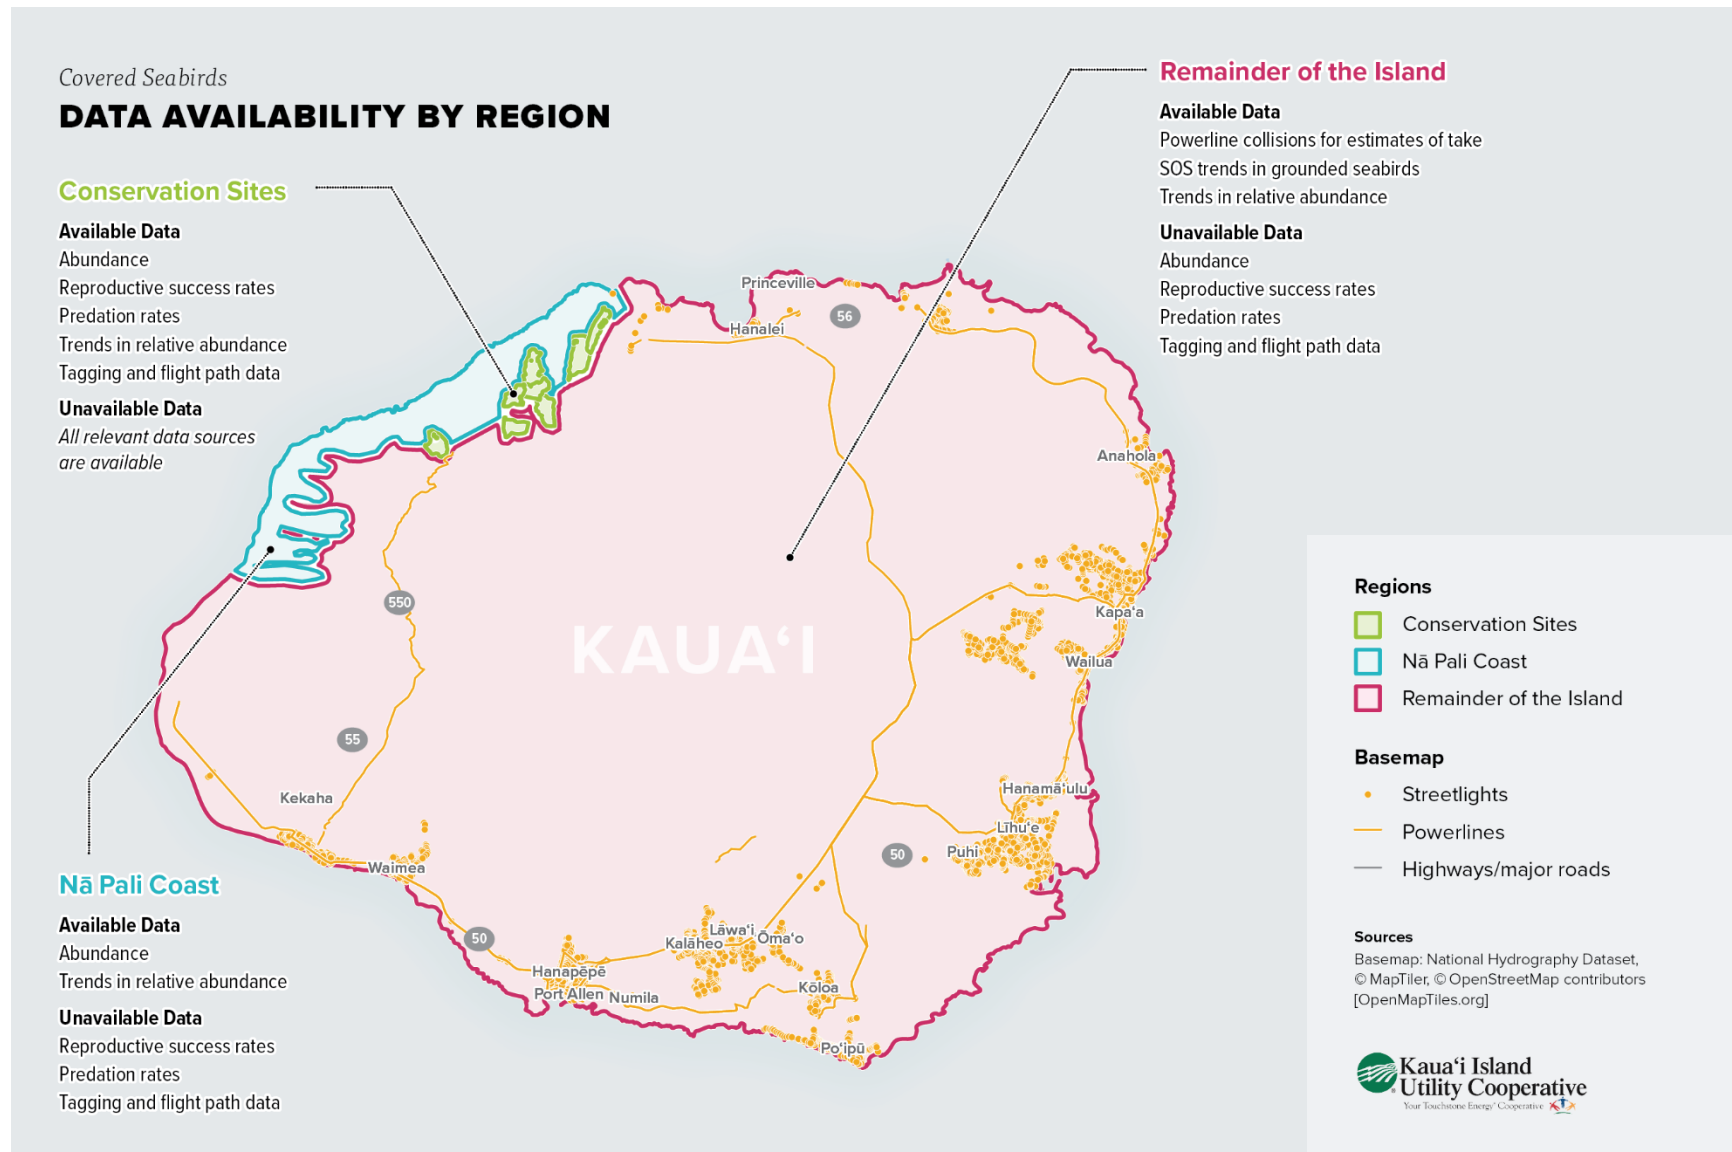 Covered Seabirds
DATA AVAILABILITY BY REGION
Conservation Sites
Available Data
Abundance
Reproductive success rates
Predation rates
Trends in relative abundance
Tagging and flight path data
Unavailable Data
All relevant data sources
are available
Remainder of the Island
Available Data
Powerline collisions for estimates of take
SOS trends in grounded seabirds
Trends in relative abundance
Unavailable Data
Abundance
Reproductive success rates
Predation rates
Tagging and flight path data
Princeville
56
Hanalei
Anahola
550
Kapaʻa
KAUAʻI
Wailua
55
Kekaha
Hanamāʻulu
Līhuʻe
Puhi
50
Waimea
50
Lāwaʻi
Kalāheo
Ōmaʻo
Hanapēpē
Port Allen
Numila
Kōloa
Poʻipū
Nā Pali Coast
Available Data
Abundance
Trends in relative abundance
Unavailable Data
Reproductive success rates
Predation rates
Tagging and flight path data
Regions
Conservation Sites
Nā Pali Coast
Remainder of the Island
Basemap
Streetlights
Powerlines
Highways/major roads
Sources
Basemap: National Hydrography Dataset,
© MapTiler, © OpenStreetMap contributors
[OpenMapTiles.org]
Kauaʻi Island
Utility Cooperative
Your Touchstone Energy® Cooperative